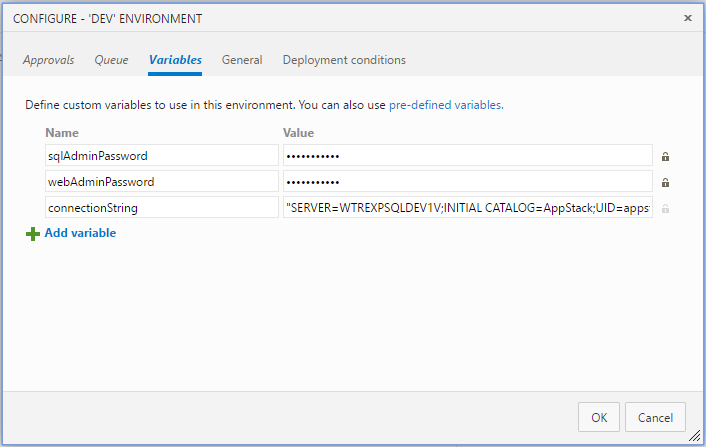 CONFIGURE - 'DEV' ENVIRONMENT
Approvals Queue Variables General Deployment conditions
Define custom variables to use in this environment. You can also use pre-defined variables.
Name Value
sqlAdminPassword •••••••••••
webAdminPassword •••••••••••
connectionString "SERVER=WTREXPSQLDEV1V;INITIAL CATALOG=AppStack;UID=apps
Add variable
OK Cancel